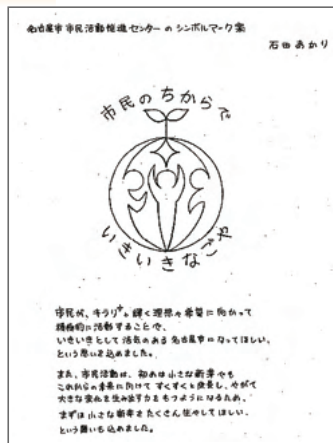 名古屋市市民活動推進センターのシンボルマーク案
石田あかり
市民のちからで
いきいきなごや
市民が、キラリと輝く理想や希望に向かって
積極的に活動することで、
いきいきとして活気のある名古屋市になってほしい、
という思いを込めました。
また、市民活動は、初めは小さな新芽でも
これからの未来に向けてすくすくと成長し、やがて
大きな変化を生み出す力をもつようになるため、
まずは小さな新芽をたくさん生やしてほしい、
という願いも込めました。